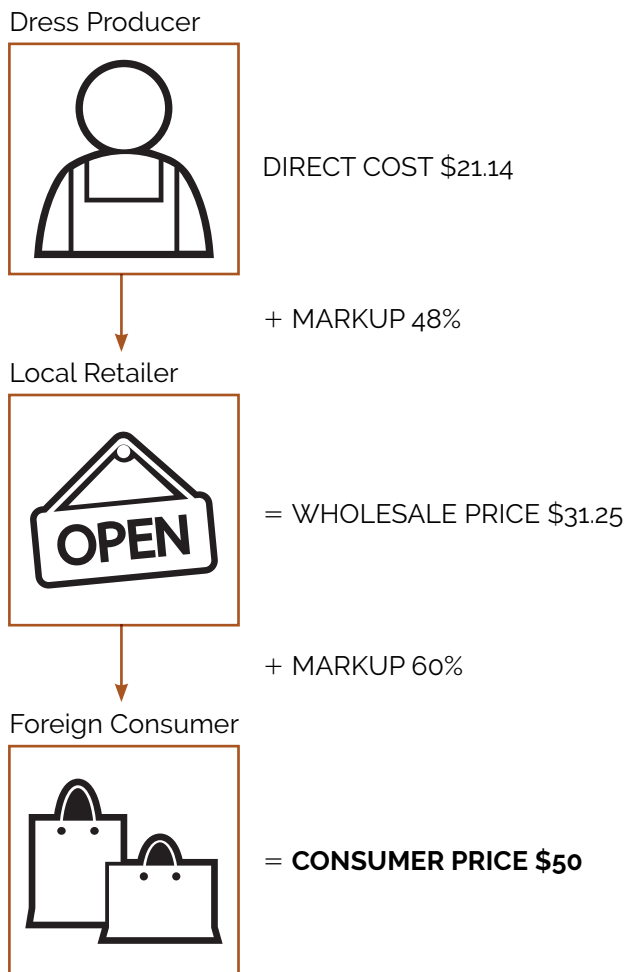 Dress Producer
DIRECT COST $21.14
+ MARKUP 48%
Local Retailer
OPEN
= WHOLESALE PRICE $31.25
+ MARKUP 60%
Foreign Consumer
= CONSUMER PRICE $50